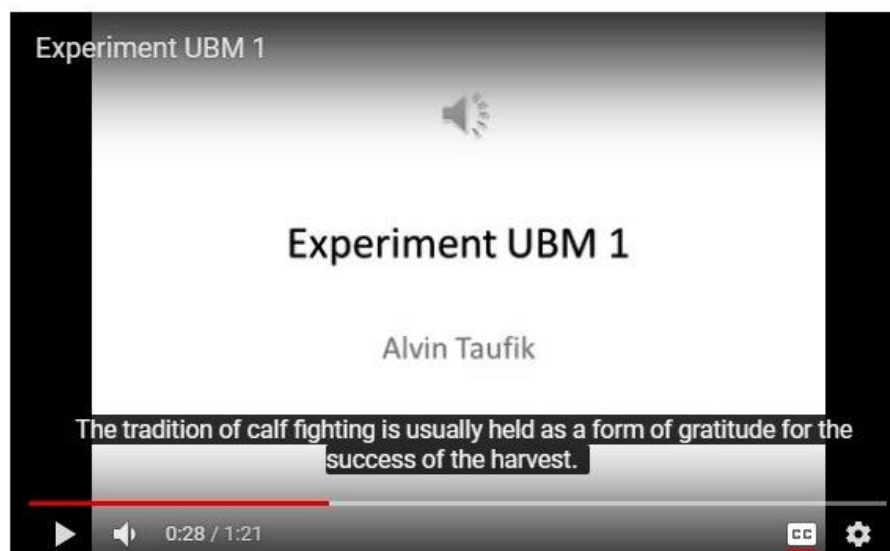 Experiment UBM 1
Experiment UBM 1
Alvin Taufik
The tradition of calf fighting is usually held as a form of gratitude for the
success of the harvest.
0:28 / 1:21
CC